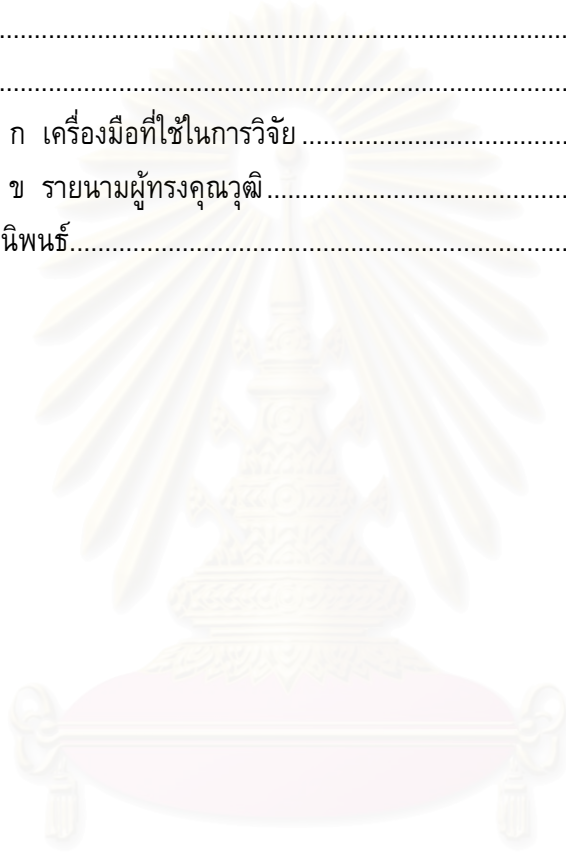 ................................................................................
................................................................................
ก เครื่องมือที่ใช้ในการวิจัย ......................................
ข รายนามผู้ทรงคุณวุฒิ...........................................
นิพนธ์.......................................................................